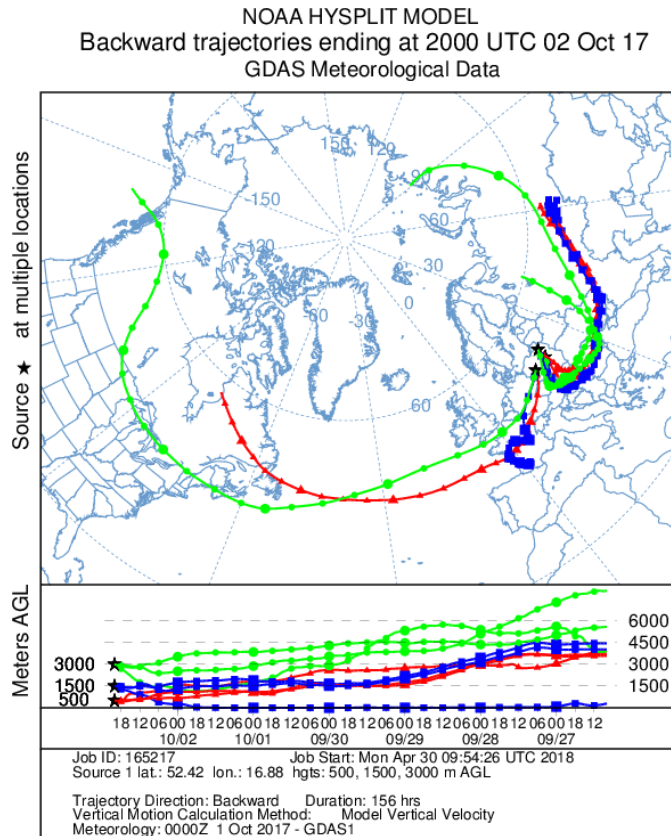 NOAA HYSPLIT MODEL
Backward trajectories ending at 2000 UTC 02 Oct 17
GDAS Meteorological Data
Source ★ at multiple locations
150
120
90
60
30
0
-30
-60
-120
-150
60
Meters AGL
6000
4500
3000
3000
1500
1500
500
18 12 06 00 18 12 06 00 18 12 06 00 18 12 06 00 18 12 06 00 18 12 06 00 18 12
10/02 10/01 09/30 09/29 09/28 09/27
Job ID: 165217 Job Start: Mon Apr 30 09:54:26 UTC 2018
Source 1 lat.: 52.42 lon.: 16.88 hgts: 500, 1500, 3000 m AGL
Trajectory Direction: Backward Duration: 156 hrs
Vertical Motion Calculation Method: Model Vertical Velocity
Meteorology: 0000Z 1 Oct 2017 - GDAS1